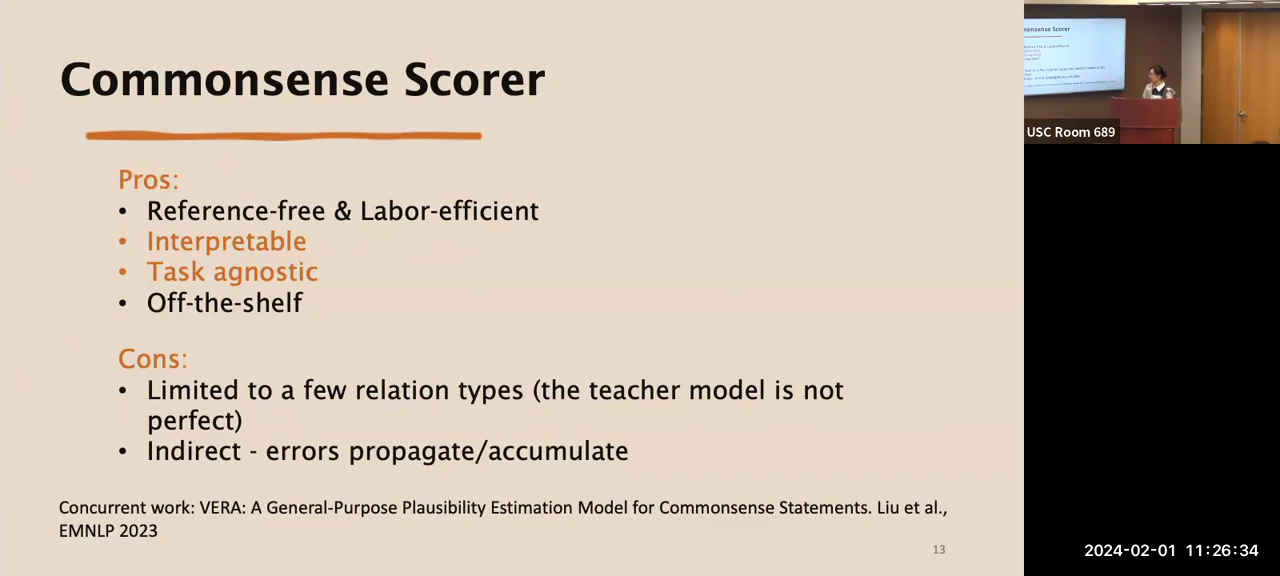 Commonsense Scorer
Pros:
• Reference-free & Labor-efficient
• Interpretable
• Task agnostic
• Off-the-shelf
Cons:
• Limited to a few relation types (the teacher model is not
perfect)
• Indirect - errors propagate/accumulate
Concurrent work: VERA: A General-Purpose Plausibility Estimation Model for Commonsense Statements. Liu et al.,
EMNLP 2023
13
USC Room 689
2024-02-01 11:26:34